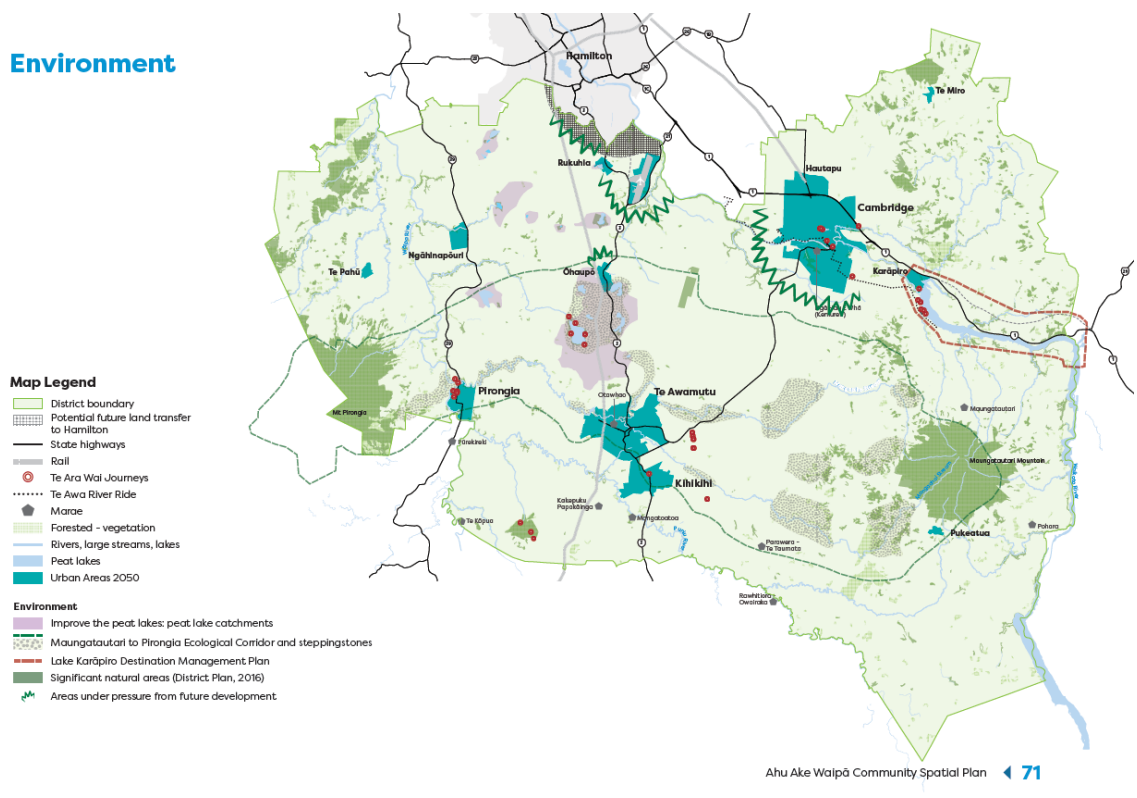 Environment
Hamilton
Te Miro
Rukuhia
Hautapu
Cambridge
Ngāhinapōuri
Te Pahū
Ōhaupō
Karāpiro
(Kemureti)
Mt Pirongia
Pirongia
Otawhao
Te Awamutu
Maungatautari
Pūrekireki
Maungatautari Mountain
Kihikihi
Kakepuku
Papakōinga
Te Kōpua
Mangatoatoa
Parawera -
Te Taumata
Pukeatua
Pohara
Rawhitiroa -
Owairaka
Map Legend
District boundary
Potential future land transfer
to Hamilton
State highways
Rail
Te Ara Wai Journeys
Te Awa River Ride
Marae
Forested - vegetation
Rivers, large streams, lakes
Peat lakes
Urban Areas 2050
Environment
Improve the peat lakes: peat lake catchments
Maungatautari to Pirongia Ecological Corridor and steppingstones
Lake Karāpiro Destination Management Plan
Significant natural areas (District Plan, 2016)
Areas under pressure from future development
Ahu Ake Waipā Community Spatial Plan 71